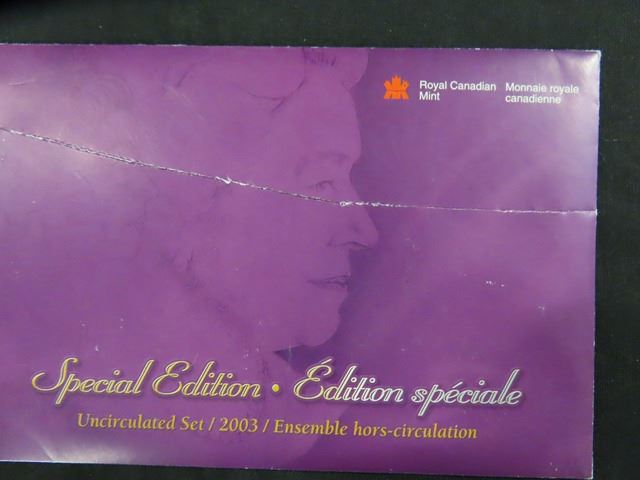 Royal Canadian Mint
Monnaie royale canadienne
Special Edition • Édition spéciale
Uncirculated Set / 2003 / Ensemble hors-circulation